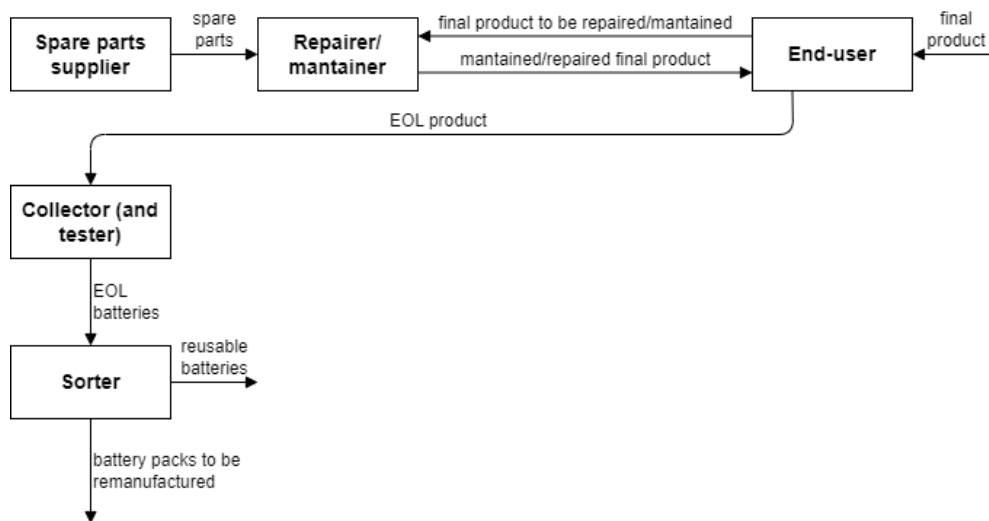 spare
parts
final product to be repaired/mantained
final
product
Spare parts
supplier
Repairer/
mantainer
End-user
mantained/repaired final product
EOL product
Collector (and
tester)
EOL
batteries
reusable
batteries
Sorter
battery packs to be
remanufactured